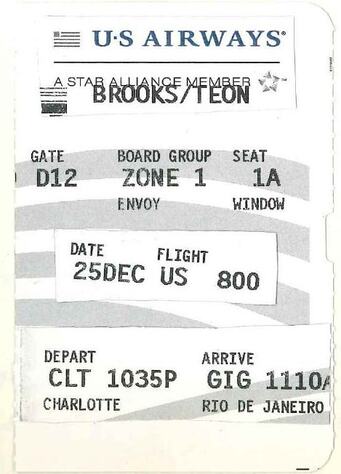 U·S AIRWAYS®
A STAR ALLIANCE MEMBER
BROOKS/TEON
GATE BOARD GROUP SEAT
D12 ZONE 1 1A
ENVOY WINDOW
DATE FLIGHT
25DEC US 800
DEPART ARRIVE
CLT 1035P GIG 1110A
CHARLOTTE RIO DE JANEIRO